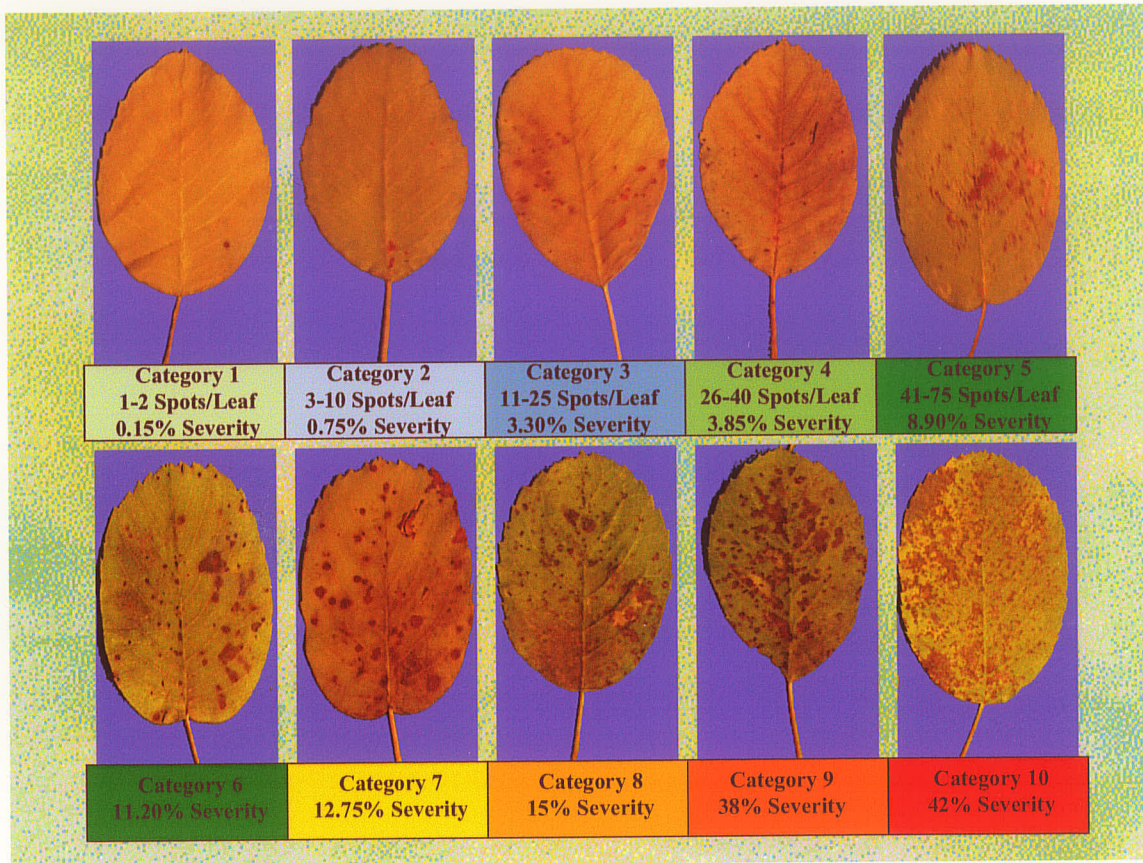 Category 1
1-2 Spots/Leaf
0.15% Severity
Category 2
3-10 Spots/Leaf
0.75% Severity
Category 3
11-25 Spots/Leaf
3.30% Severity
Category 4
26-40 Spots/Leaf
3.85% Severity
Category 5
41-75 Spots/Leaf
8.90% Severity
Category 6
11.20% Severity
Category 7
12.75% Severity
Category 8
15% Severity
Category 9
38% Severity
Category 10
42% Severity